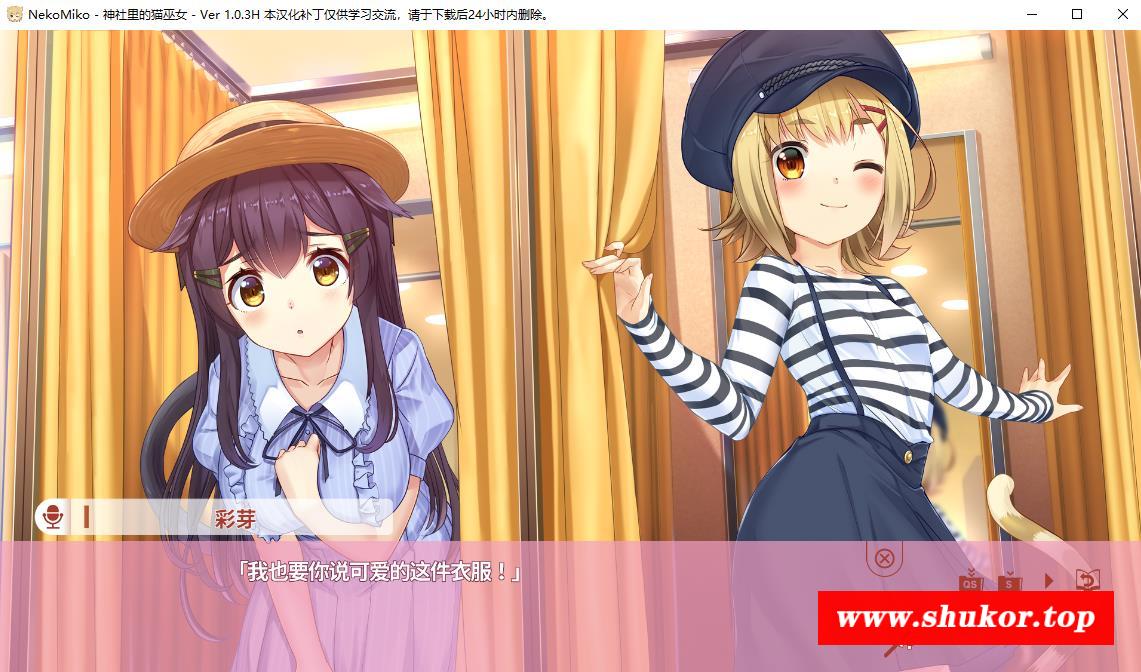 NekoMiko - 神社里的猫巫女 - Ver 1.0.3H 本汉化补丁仅供学习交流，请于下载后24小时内删除。
彩芽
「我也要你说可爱的这件衣服！」
QS
S
www.shukor.top